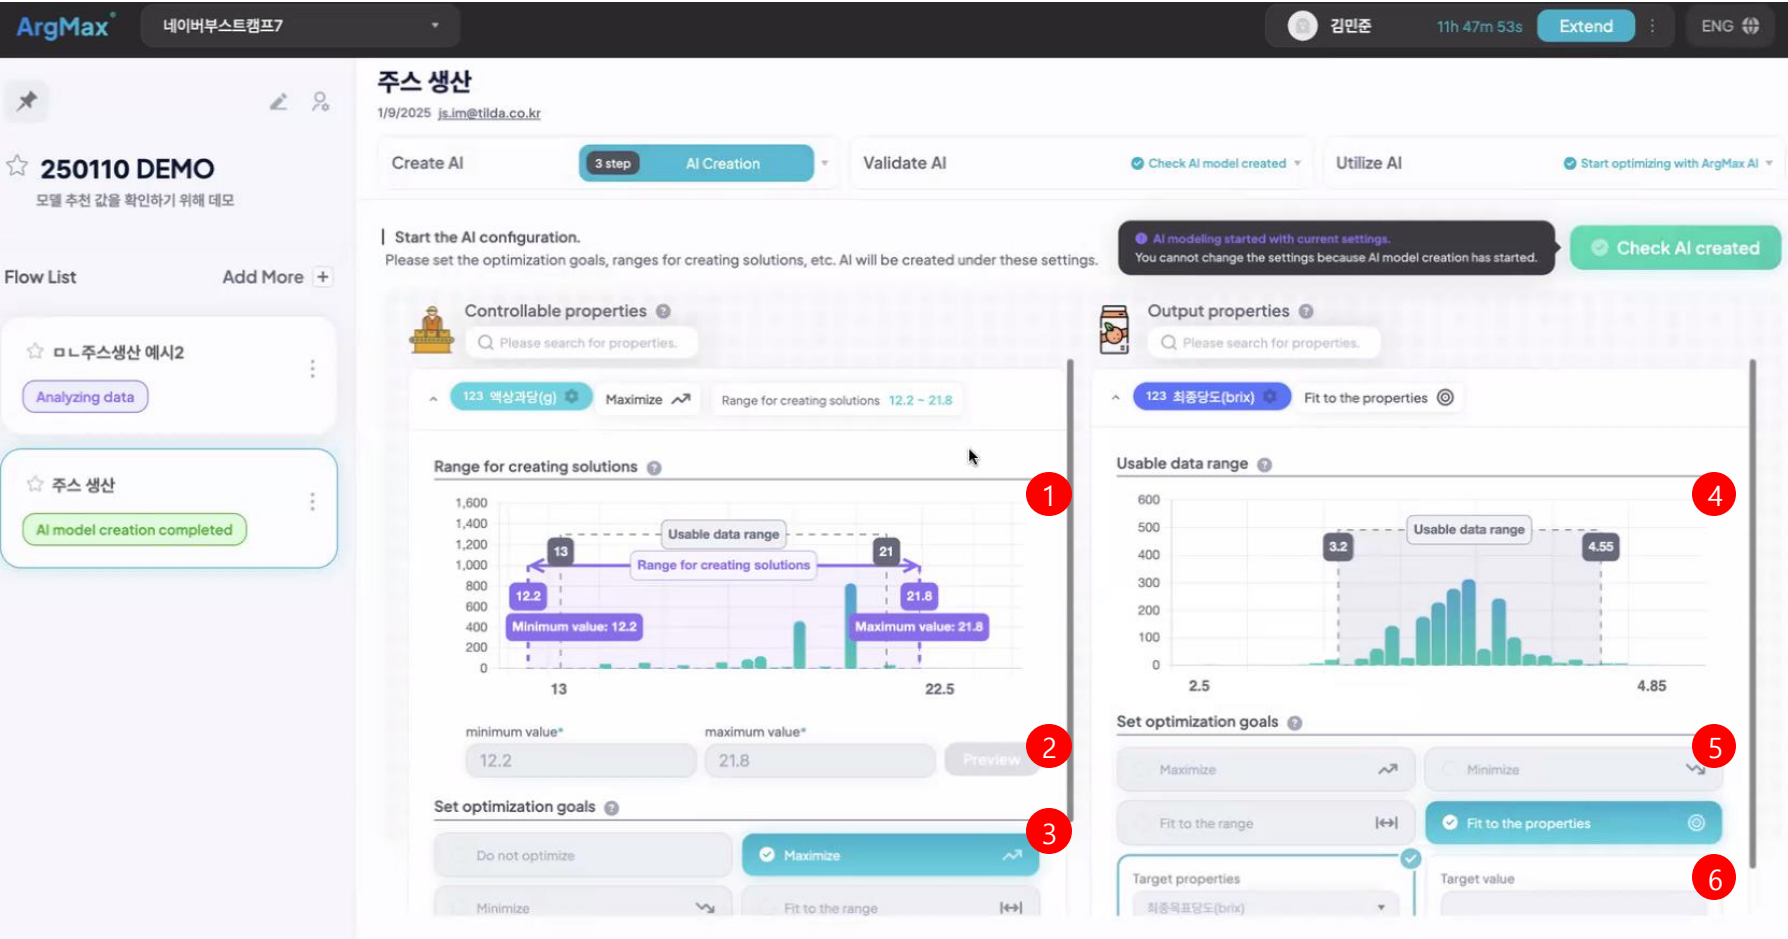 ArgMax
네이버부스트캠프7
김민준
11h 47m 53s
Extend
ENG
250110 DEMO
모델 추천 값을 확인하기 위해 데모
Flow List
Add More +
ㅁㄴ주스생산 예시2
Analyzing data
주스 생산
AI model creation completed
주스 생산
1/9/2025 js.im@tilda.co.kr
Create AI
3 step
AI Creation
Validate AI
Check AI model created
Utilize AI
Start optimizing with ArgMax AI
Start the AI configuration.
Please set the optimization goals, ranges for creating solutions, etc. AI will be created under these settings.
AI modeling started with current settings.
You cannot change the settings because AI model creation has started.
Check AI created
Controllable properties ?
Please search for properties.
123 액상과당(g)
Maximize
Range for creating solutions 12.2 ~ 21.8
Range for creating solutions ?
1
1,600
1,400
1,200
1,000
800
600
400
200
0
Usable data range
13
21
Range for creating solutions
12.2
21.8
Minimum value: 12.2
Maximum value: 21.8
13
22.5
minimum value*
maximum value*
2
12.2
21.8
Preview
Set optimization goals ?
3
Do not optimize
Maximize
Minimize
Fit to the range
Output properties ?
Please search for properties.
123 최종당도(brix)
Fit to the properties
Usable data range ?
4
600
500
400
300
200
100
0
Usable data range
3.2
4.55
2.5
4.85
Set optimization goals ?
5
Maximize
Minimize
Fit to the range
Fit to the properties
6
Target properties
Target value
최종목표당도(brix)